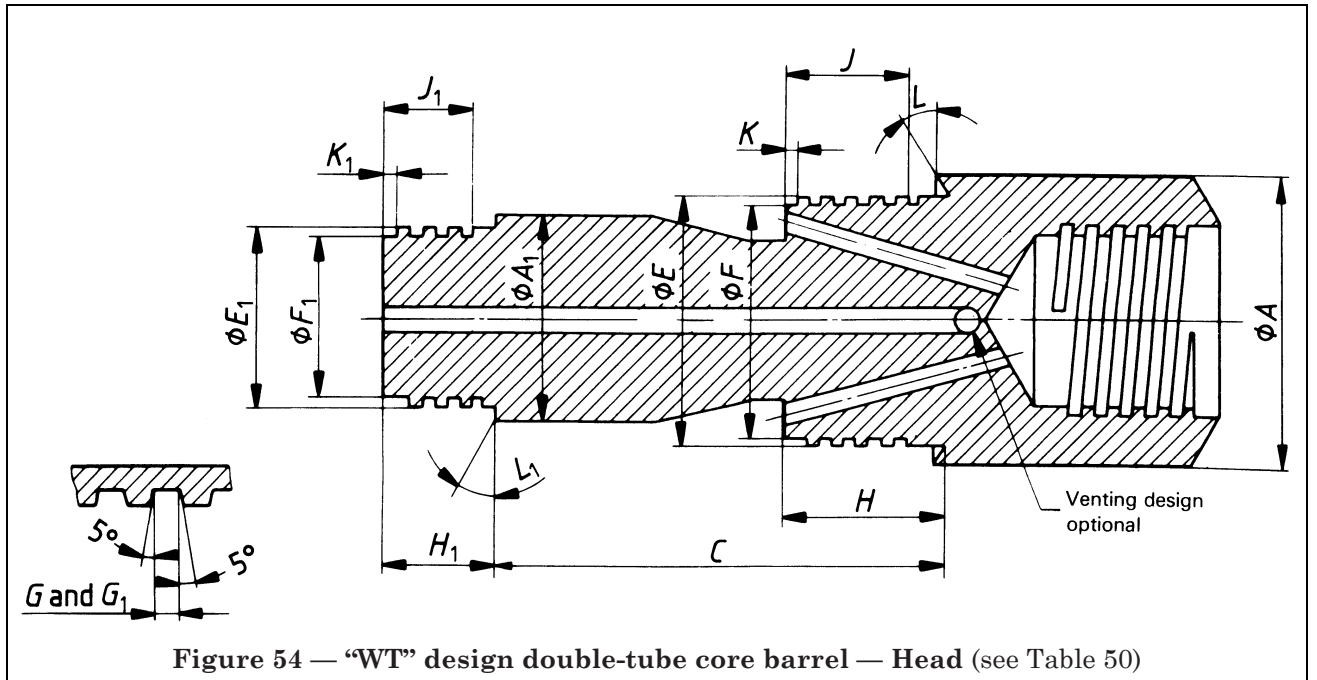 J
J₁
L
K
K₁
ϕE₁
ϕF₁
ϕA₁
ϕE
ϕF
ϕA
L₁
H
Venting design
optional
5°
5°
H₁
C
G and G₁
Figure 54 — “WT” design double-tube core barrel — Head (see Table 50)